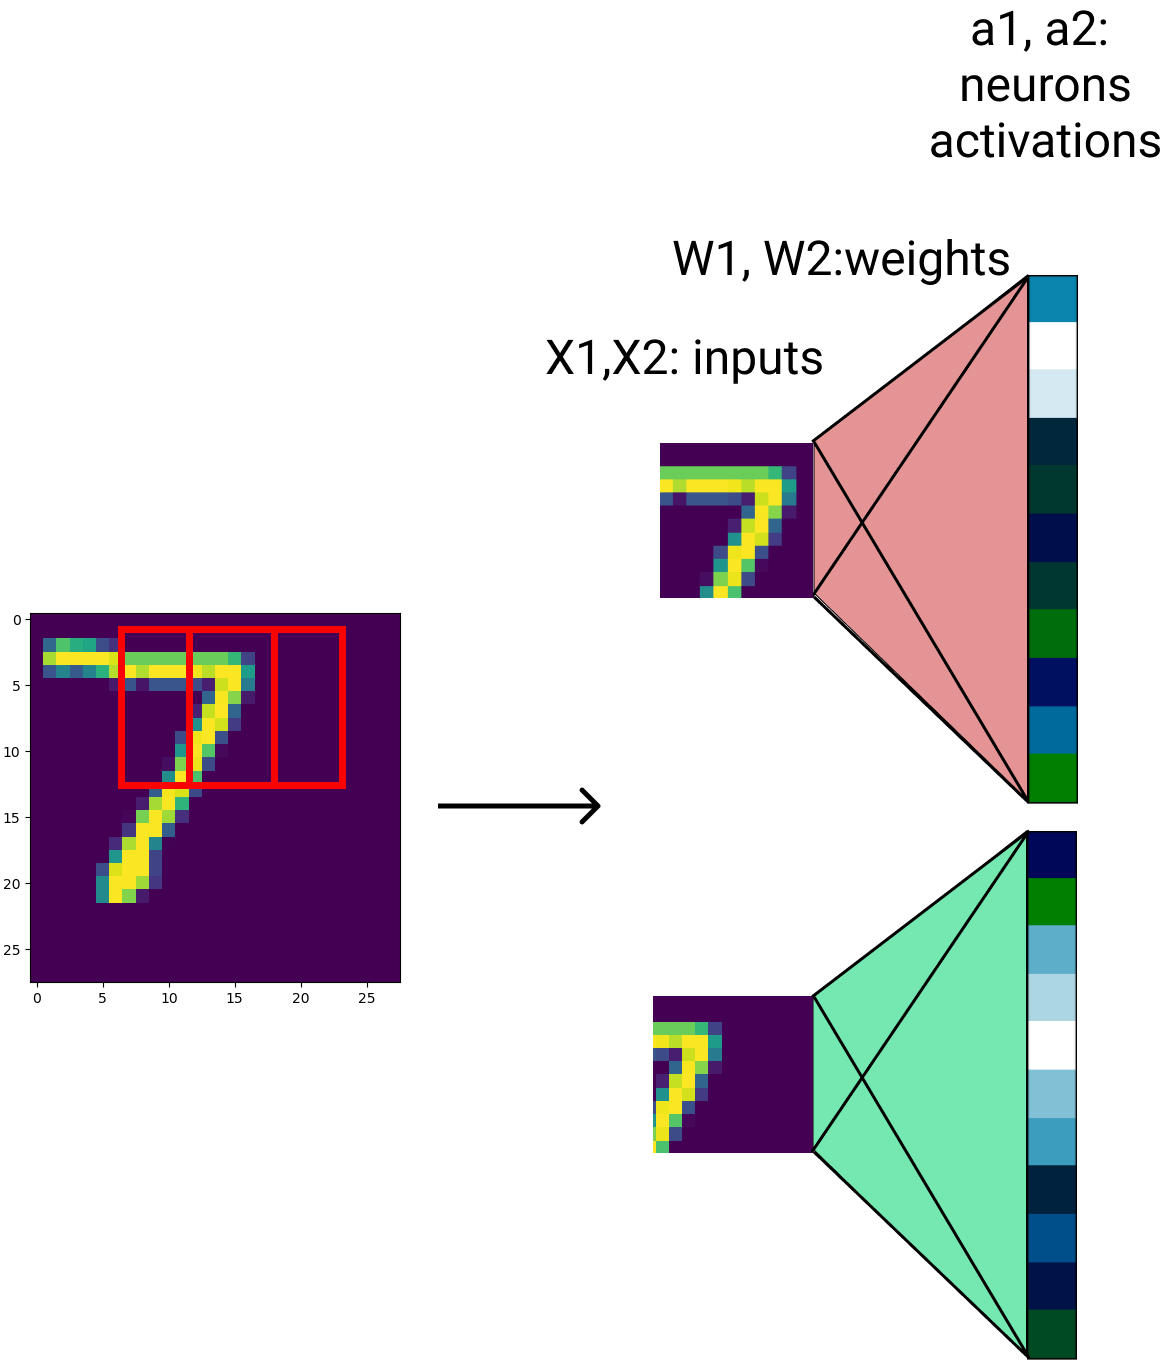 a1, a2:
neurons
activations
W1, W2:weights
X1,X2: inputs
0
5
10
15
20
25
0 5 10 15 20 25